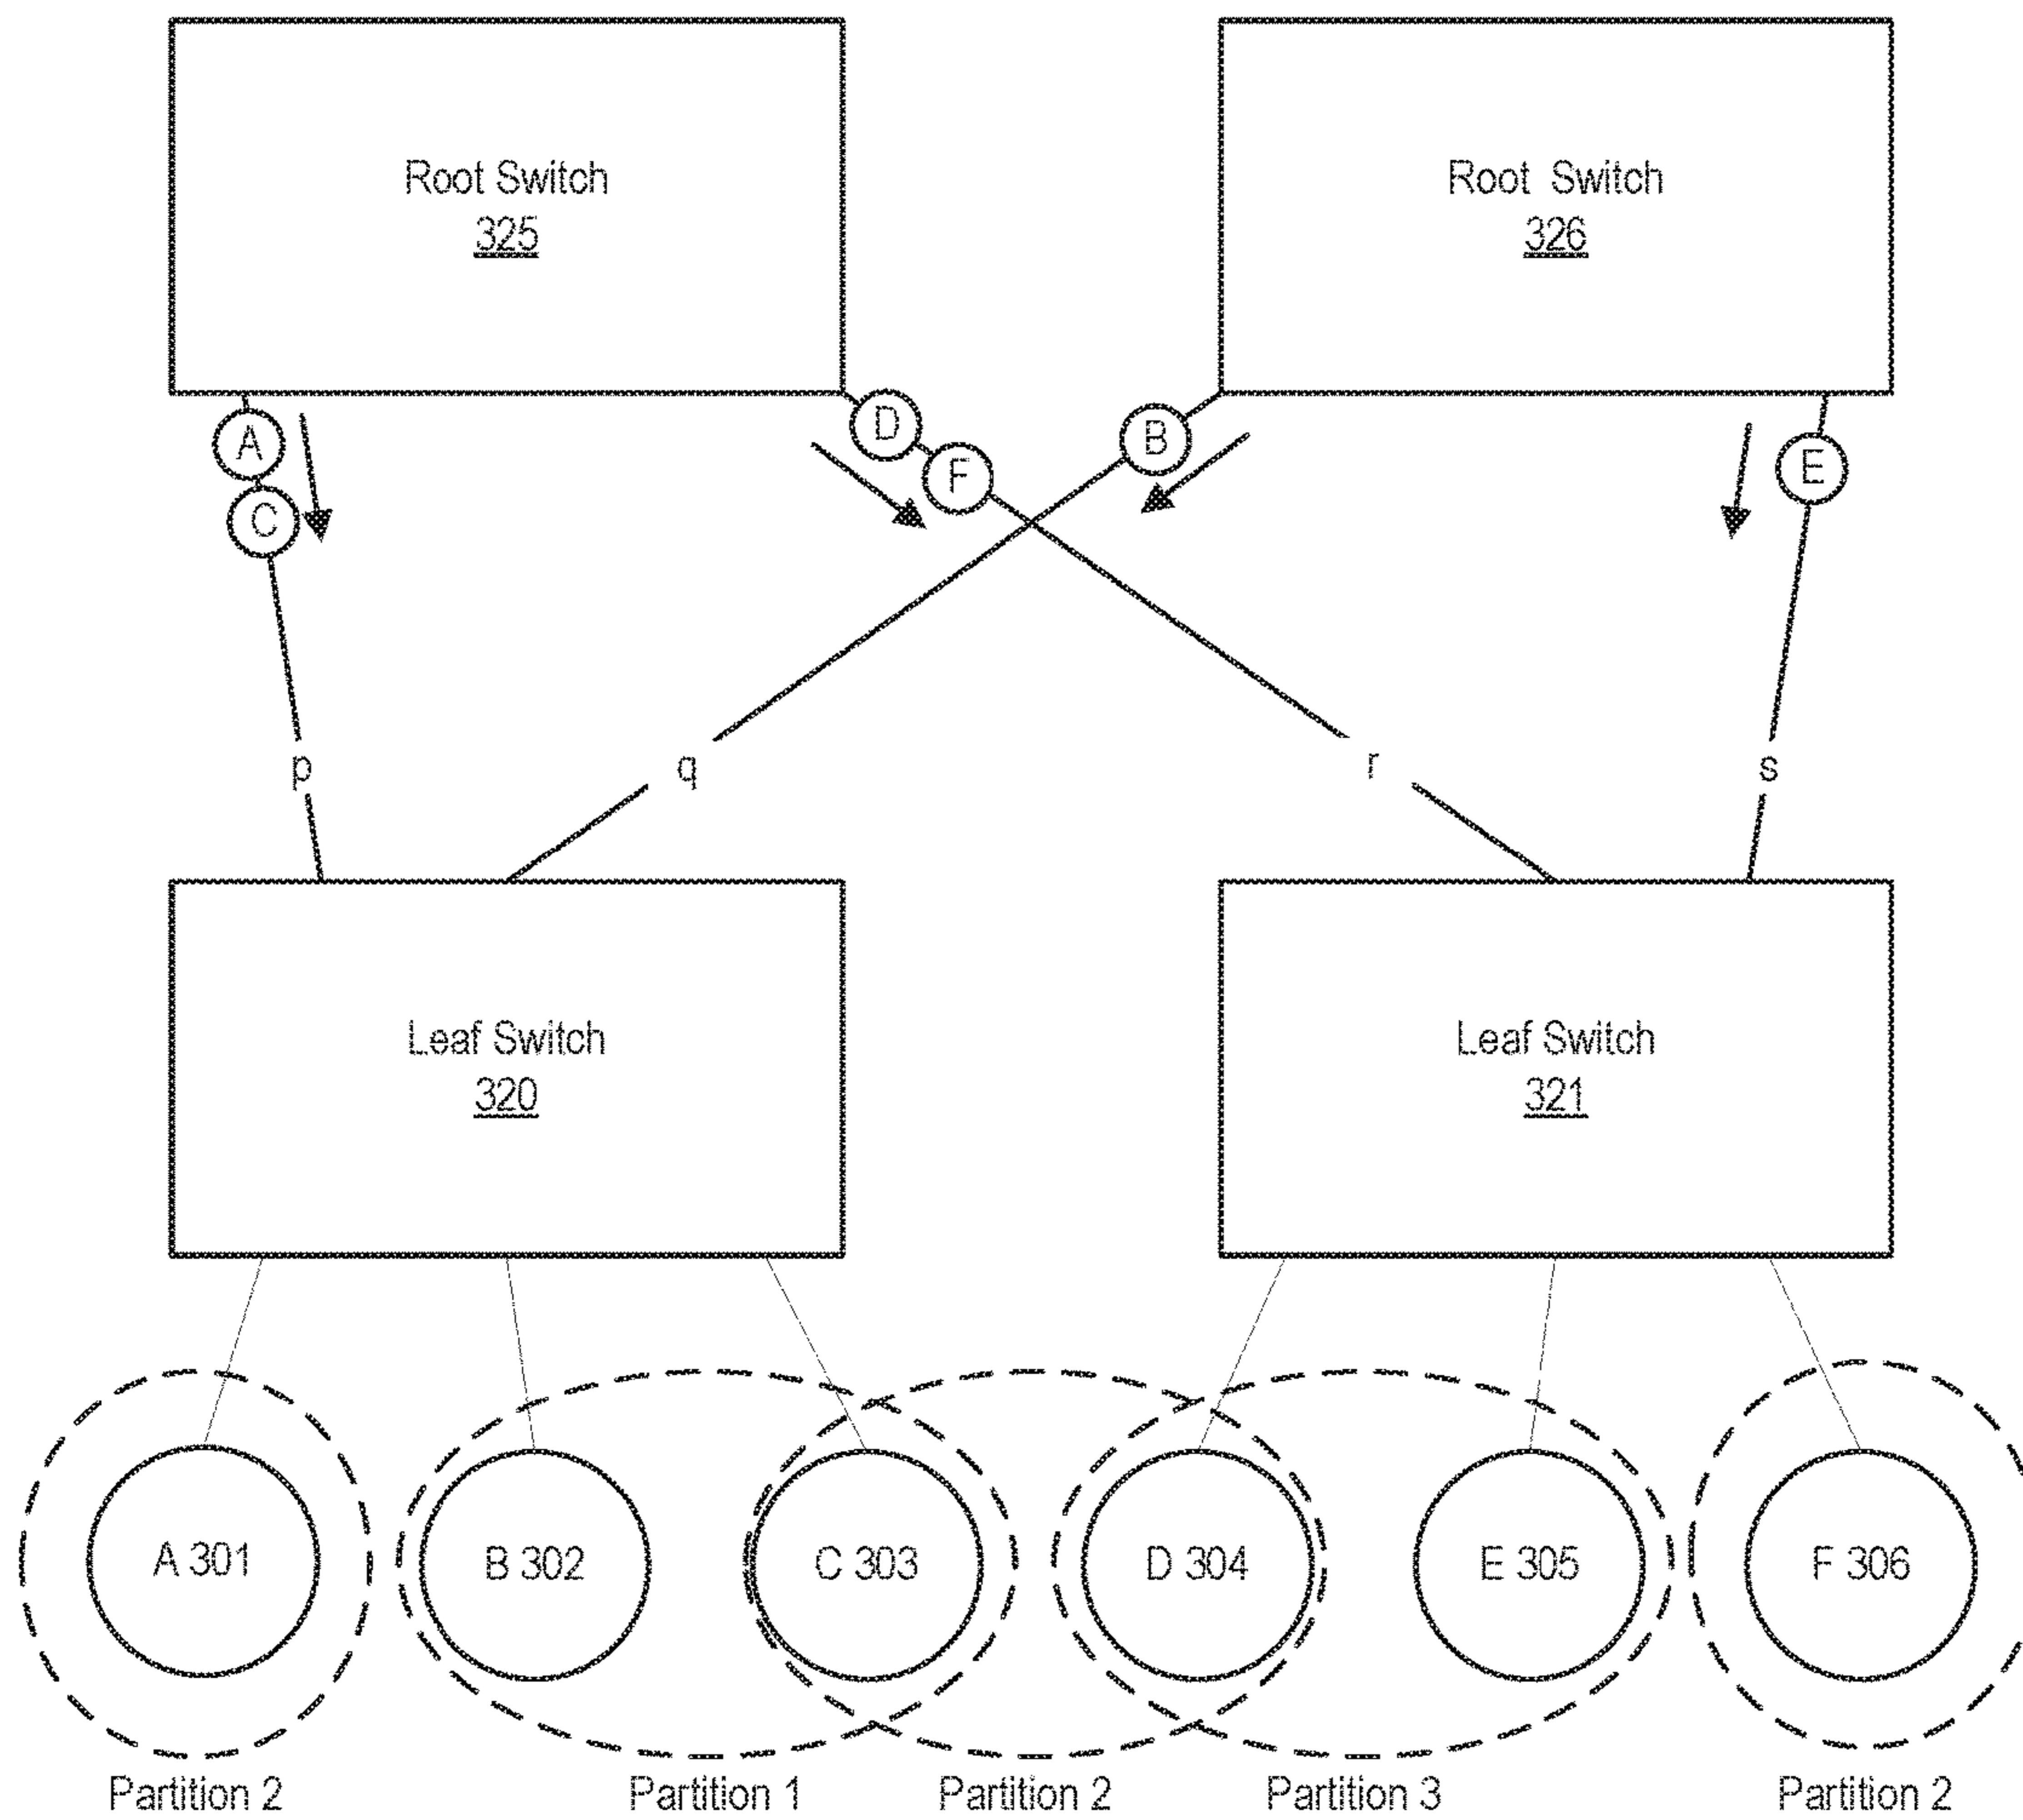 Root Switch
325
Root Switch
326
A
C
D
F
B
E
p
q
r
s
Leaf Switch
320
Leaf Switch
321
A 301
B 302
C 303
D 304
E 305
F 306
Partition 2
Partition 1
Partition 2
Partition 3
Partition 2